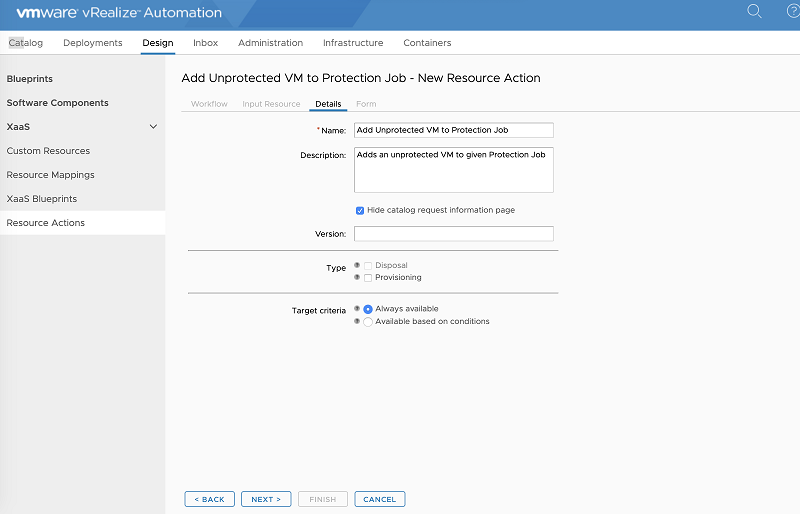 vmware® vRealize™ Automation
Catalog Deployments Design Inbox Administration Infrastructure Containers
Blueprints
Software Components
XaaS
Custom Resources
Resource Mappings
XaaS Blueprints
Resource Actions
Add Unprotected VM to Protection Job - New Resource Action
Workflow Input Resource Details Form
* Name: Add Unprotected VM to Protection Job
Description: Adds an unprotected VM to given Protection Job
Hide catalog request information page
Version:
Type Disposal
Provisioning
Target criteria Always available
Available based on conditions
< BACK NEXT > FINISH CANCEL